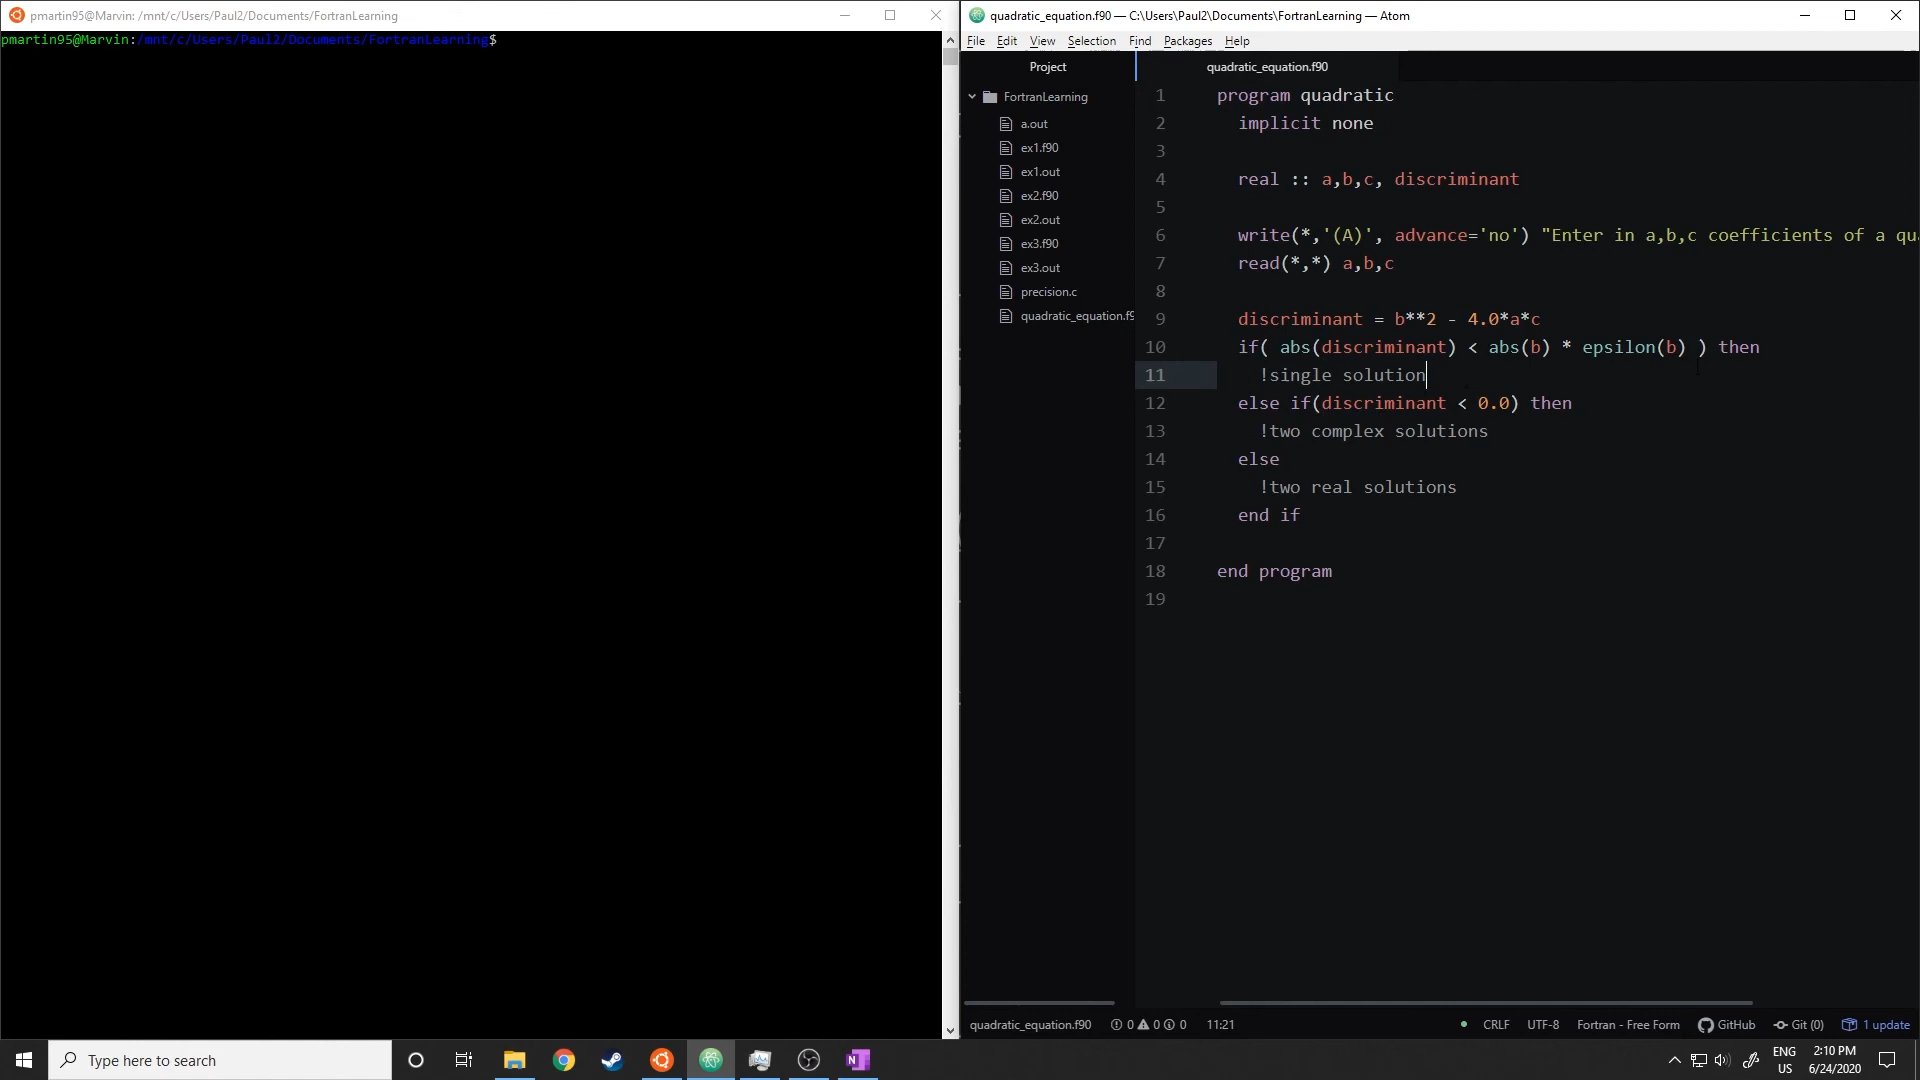 pmartin95@Marvin: /mnt/c/Users/Paul2/Documents/FortranLearning
pmartin95@Marvin:/mnt/c/Users/Paul2/Documents/FortranLearning$
quadratic_equation.f90 — C:\Users\Paul2\Documents\FortranLearning — Atom
File Edit View Selection Find Packages Help
Project
FortranLearning
a.out
ex1.f90
ex1.out
ex2.f90
ex2.out
ex3.f90
ex3.out
precision.c
quadratic_equation.f9
quadratic_equation.f90
1 program quadratic
2 implicit none
3
4 real :: a,b,c, discriminant
5
6 write(*,'(A)', advance='no') "Enter in a,b,c coefficients of a qu
7 read(*,*) a,b,c
8
9 discriminant = b**2 - 4.0*a*c
10 if( abs(discriminant) < abs(b) * epsilon(b) ) then
11 !single solution
12 else if(discriminant < 0.0) then
13 !two complex solutions
14 else
15 !two real solutions
16 end if
17
18 end program
19
quadratic_equation.f90 0 0 0 11:21 CRLF UTF-8 Fortran - Free Form GitHub Git (0) 1 update
Type here to search
ENG
US
2:10 PM
6/24/2020